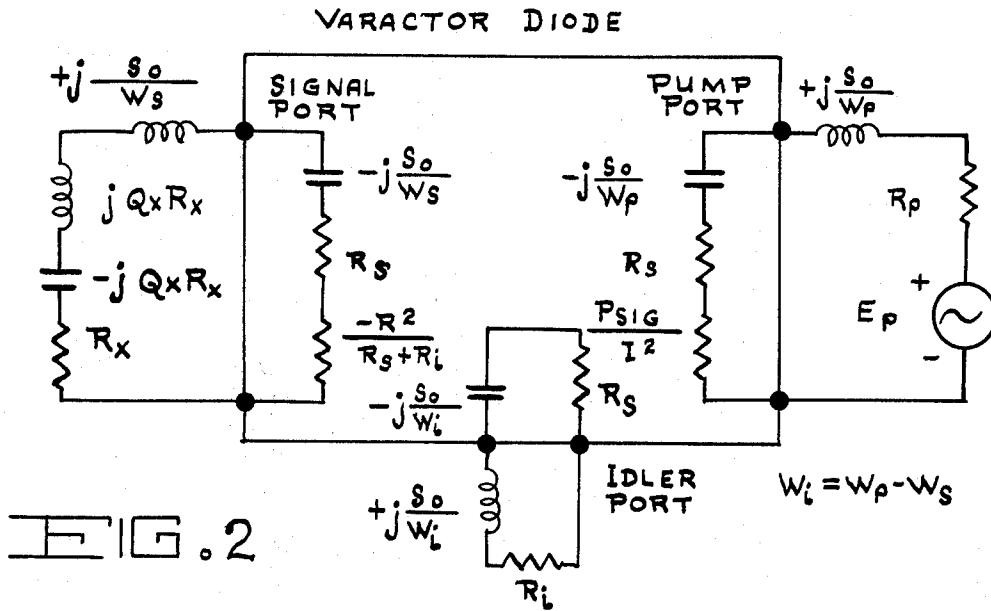 VARACTOR DIODE
+j So/Ws
SIGNAL PORT
PUMP PORT
+j So/Wp
j QxRx
-j So/Ws
-j So/Wp
Rp
-j QxRx
Rs
Rs
+
Ep
-
Rx
-R²/Rs+Ri
PSIG/I²
-j So/Wi
Rs
IDLER PORT
Wi = Wp - Ws
+j So/Wi
FIG. 2
Ri